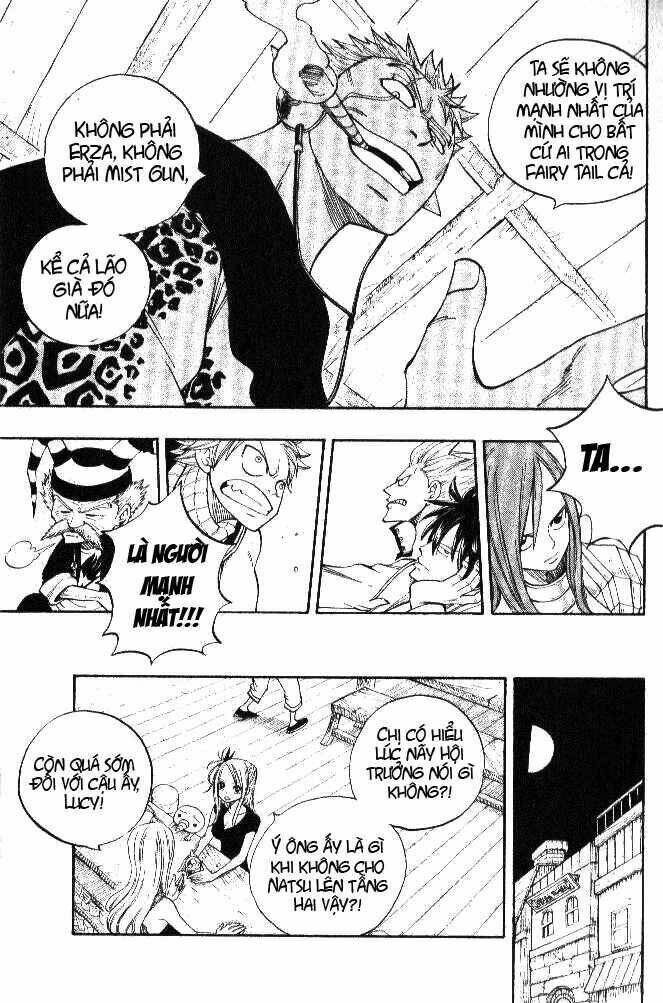 TA SẼ KHÔNG
NHƯỜNG VỊ TRÍ
MẠNH NHẤT CỦA
MÌNH CHO BẤT
CỨ AI TRONG
FAIRY TAIL CẢ!
KHÔNG PHẢI
ERZA, KHÔNG
PHẢI MIST GUN,
KỂ CẢ LÃO
GIÀ ĐÓ
NỮA!
TA...
LÀ NGƯỜI
MẠNH
NHẤT!!!
CHỊ CÓ HIỂU
LÚC NÃY HỘI
TRƯỞNG NÓI GÌ
KHÔNG?!
Ý ÔNG ẤY LÀ GÌ
KHI KHÔNG CHO
NATSU LÊN TẦNG
HAI VẬY?!
CÒN QUÁ SỚM
ĐỐI VỚI CẬU ẤY,
LUCY!